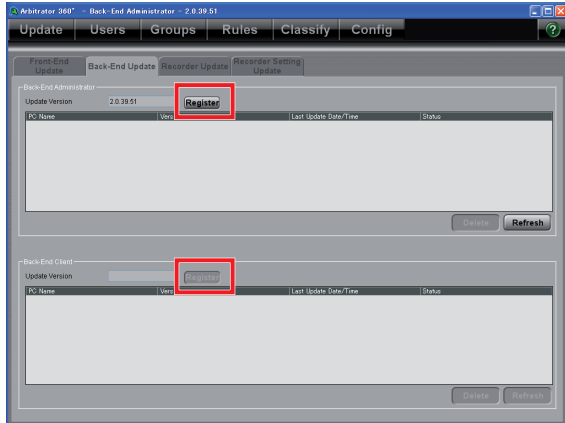 Arbitrator 360° - Back-End Administrator - 2.0.39.51
Update Users Groups Rules Classify Config ?
Front-End Update Back-End Update Recorder Update Recorder Setting Update
Back-End Administrator
Update Version 2.0.39.51 Register
PC Name Last Update Date/Time Status
Delete Refresh
Back-End Client
Update Version Register
PC Name Last Update Date/Time Status
Delete Refresh